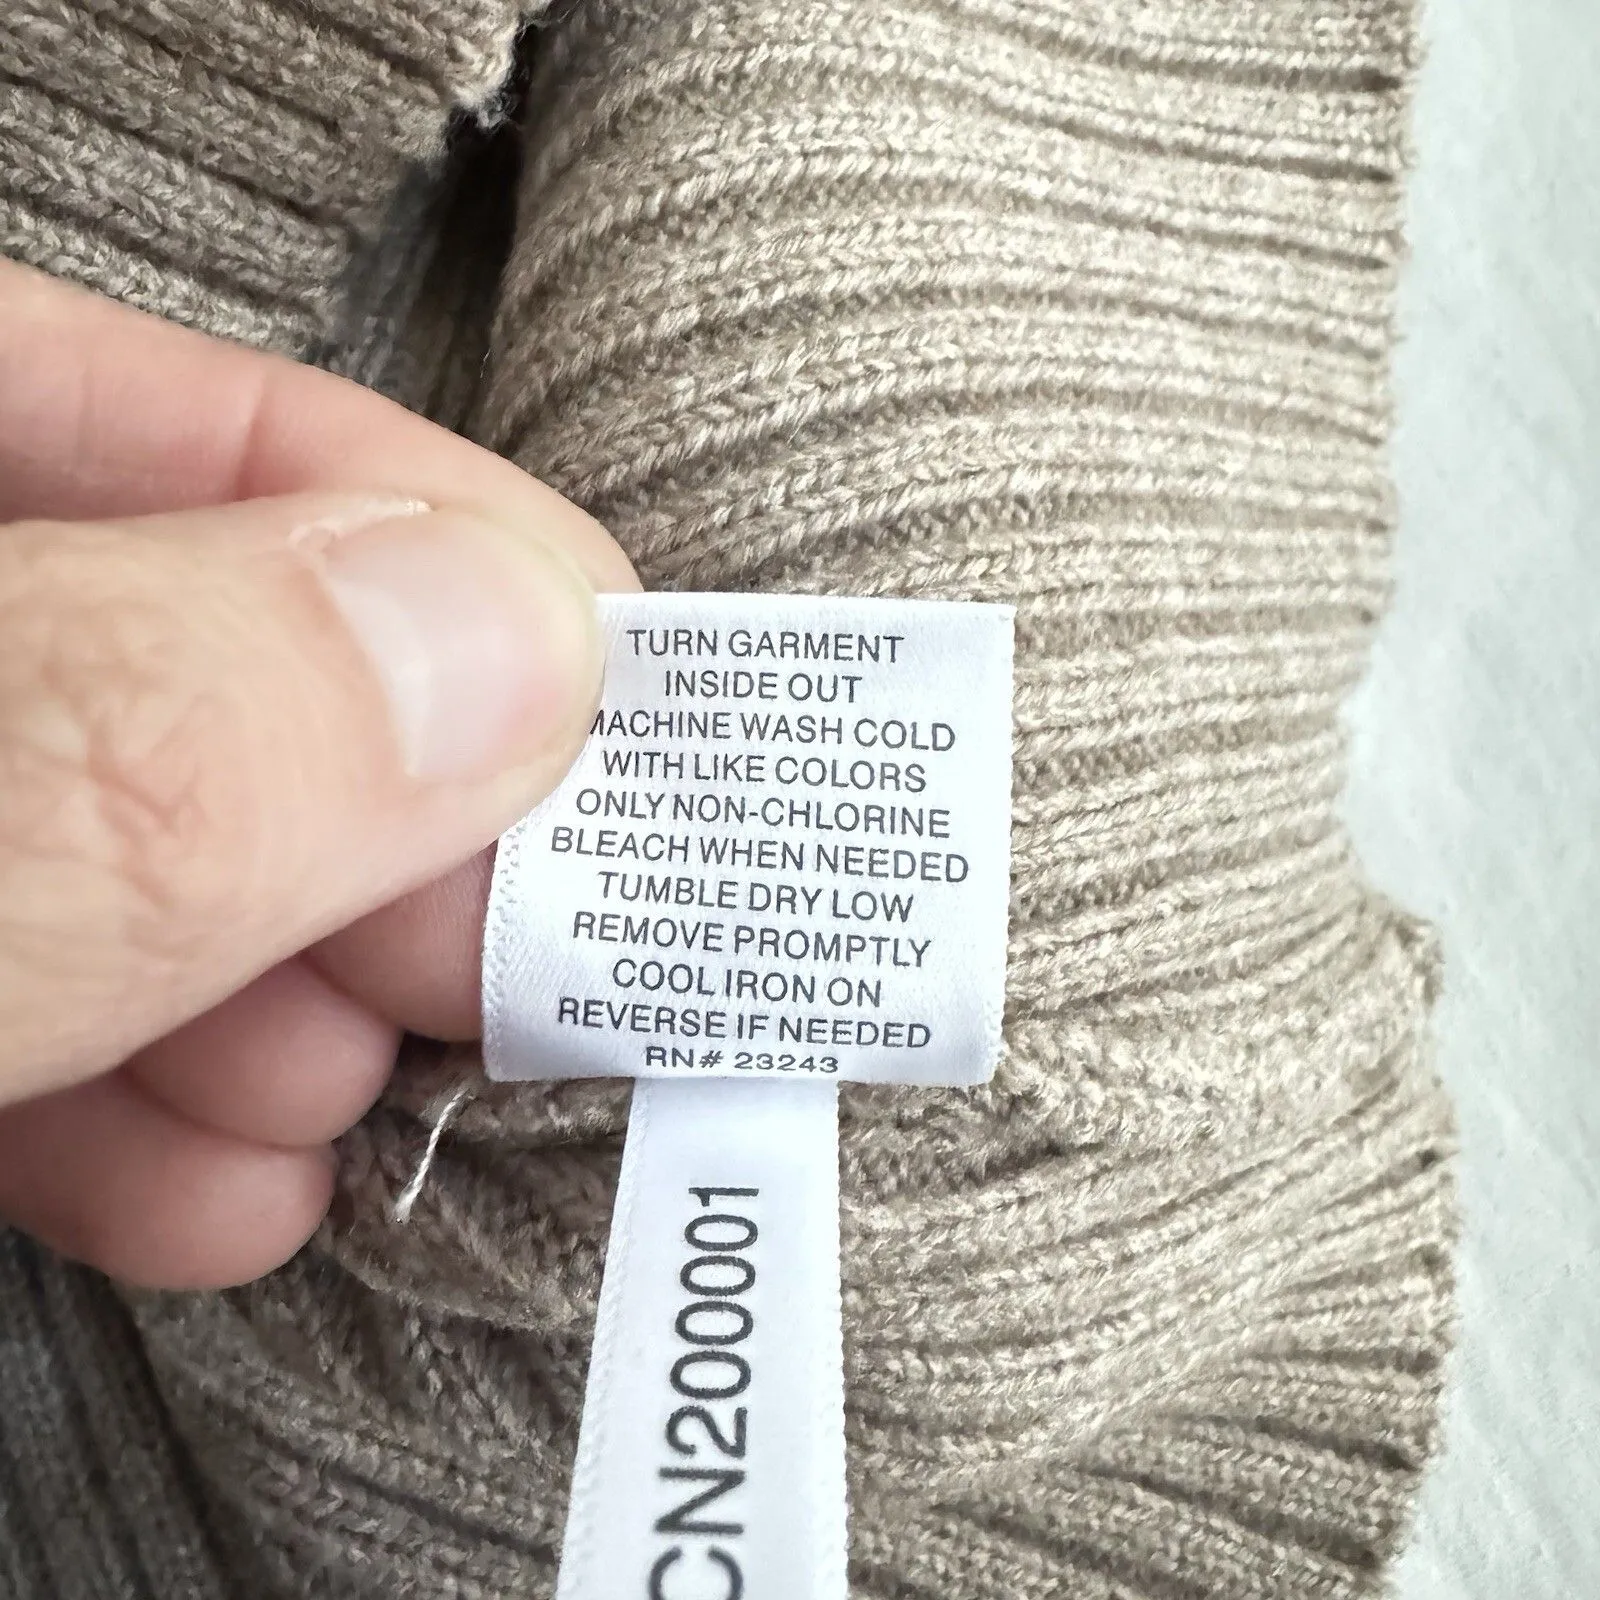 TURN GARMENT
INSIDE OUT
MACHINE WASH COLD
WITH LIKE COLORS
ONLY NON-CHLORINE
BLEACH WHEN NEEDED
TUMBLE DRY LOW
REMOVE PROMPTLY
COOL IRON ON
REVERSE IF NEEDED
RN# 23243
CN200001